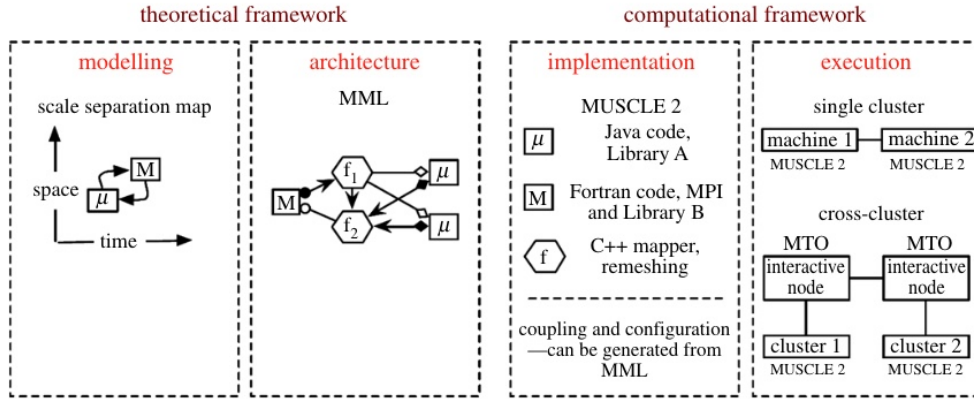 theoretical framework
computational framework
modelling
scale separation map
M
μ
space
time
architecture
MML
f1
μ
M
f2
μ
implementation
MUSCLE 2
μ
Java code,
Library A
M
Fortran code, MPI
and Library B
f
C++ mapper,
remeshing
coupling and configuration
—can be generated from
MML
execution
single cluster
machine 1
machine 2
MUSCLE 2
MUSCLE 2
cross-cluster
MTO
MTO
interactive
node
interactive
node
cluster 1
cluster 2
MUSCLE 2
MUSCLE 2